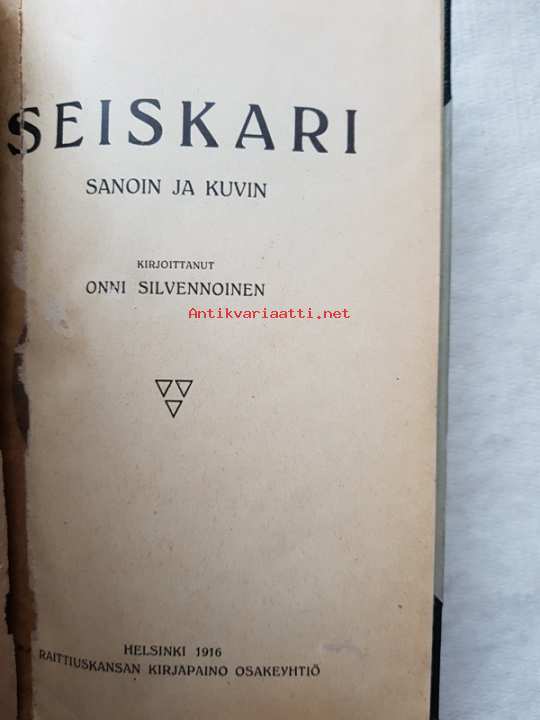 SEISKARI
SANOIN JA KUVIN
KIRJOITTANUT
ONNI SILVENNOINEN
Antikvariaatti.net
HELSINKI 1916
RAITTIUSKANSAN KIRJAPAINO OSAKEYHTIÖ